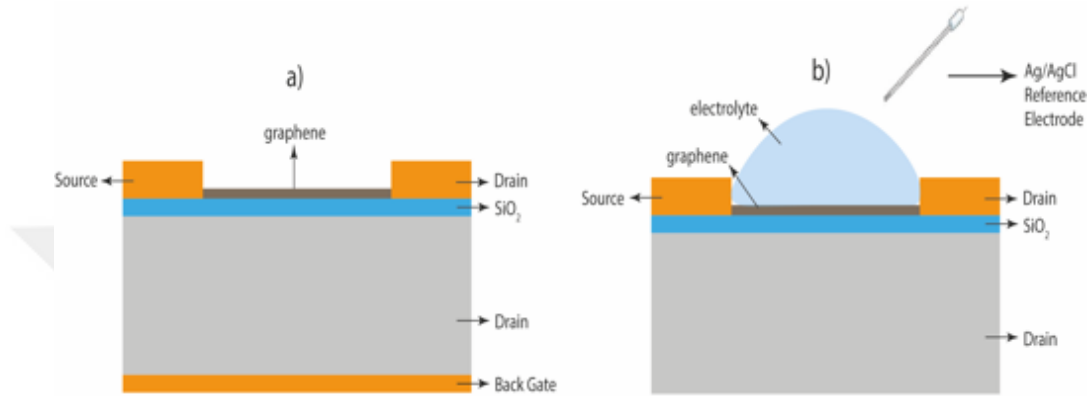 a)
graphene
Source
Drain
SiO₂
Drain
Back Gate
b)
Ag/AgCl
Reference
Electrode
electrolyte
graphene
Source
Drain
SiO₂
Drain